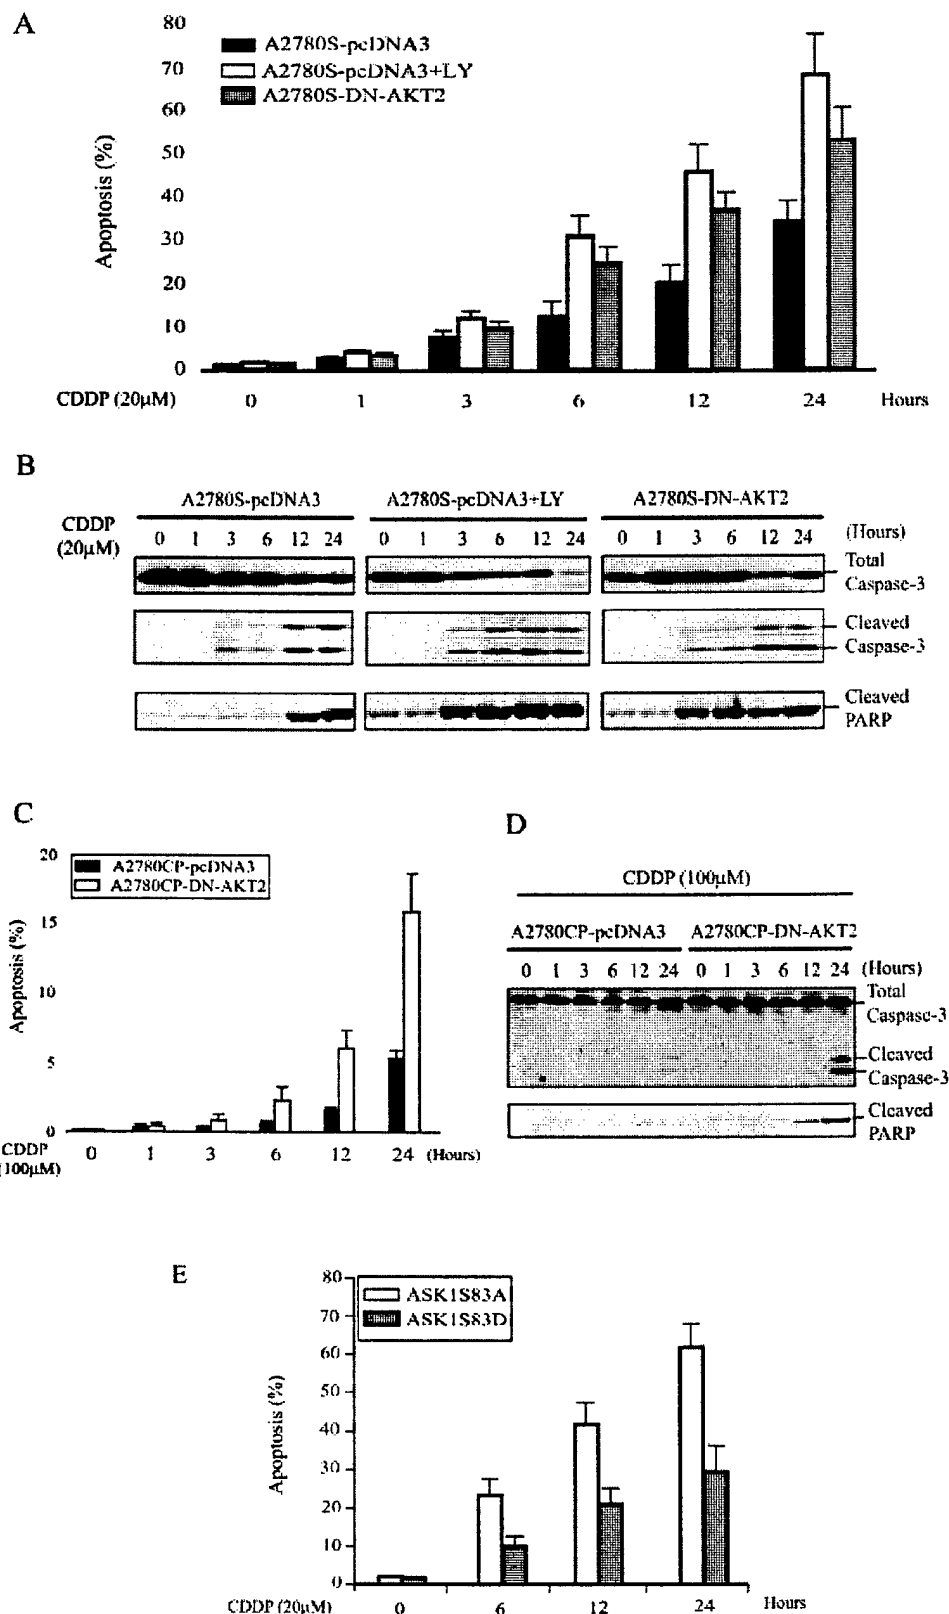 A
80
70
60
50
40
30
20
10
0
Apoptosis (%)
A2780S-pcDNA3
A2780S-pcDNA3+LY
A2780S-DN-AKT2
CDDP (20μM) 0 1 3 6 12 24 Hours
B
A2780S-pcDNA3 A2780S-pcDNA3+LY A2780S-DN-AKT2
CDDP
(20μM)
0 1 3 6 12 24 0 1 3 6 12 24 0 1 3 6 12 24 (Hours)
Total
Caspase-3
Cleaved
Caspase-3
Cleaved
PARP
C
20
15
10
5
0
Apoptosis (%)
A2780CP-pcDNA3
A2780CP-DN-AKT2
CDDP
(100μM)
0 1 3 6 12 24 (Hours)
D
CDDP (100μM)
A2780CP-pcDNA3 A2780CP-DN-AKT2
0 1 3 6 12 24 0 1 3 6 12 24 (Hours)
Total
Caspase-3
Cleaved
Caspase-3
Cleaved
PARP
E
80
70
60
50
40
30
20
10
0
Apoptosis (%)
ASK1S83A
ASK1S83D
CDDP (20μM) 0 6 12 24 Hours